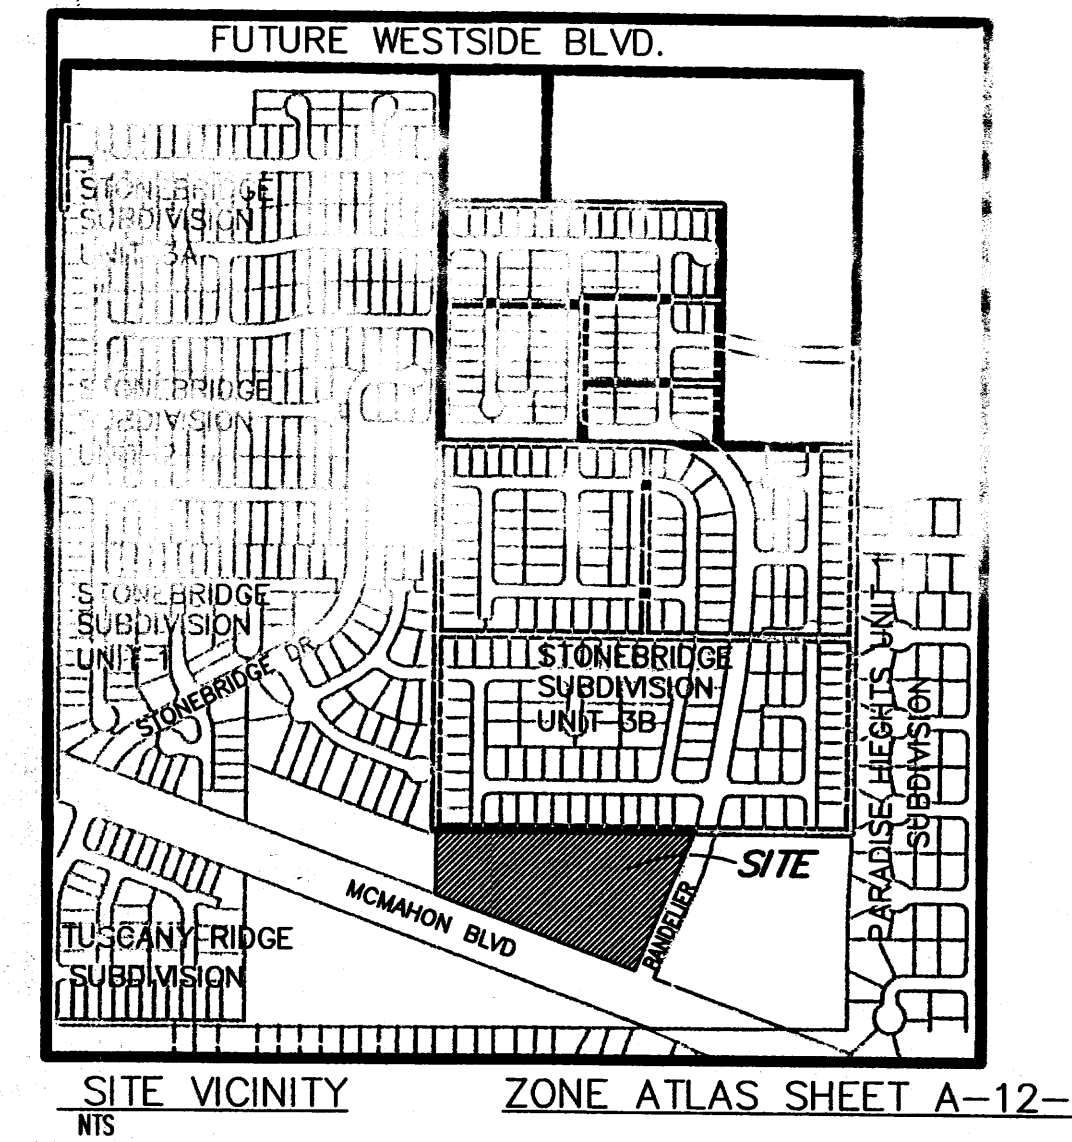 FUTURE WESTSIDE BLVD.
STONEBRIDGE
SUBDIVISION
UNIT 3A
STONEBRIDGE
SUBDIVISION
STONEBRIDGE
SUBDIVISION
UNIT-1
STONEBRIDGE DR.
STONEBRIDGE
SUBDIVISION
UNIT 3B
PARADISE HIEGHTS UNIT
SUBDIVISION
SITE
MCMAHON BLVD
BANDELIER
TUSCANY RIDGE
SUBDIVISION
SITE VICINITY
NTS
ZONE ATLAS SHEET A-12-